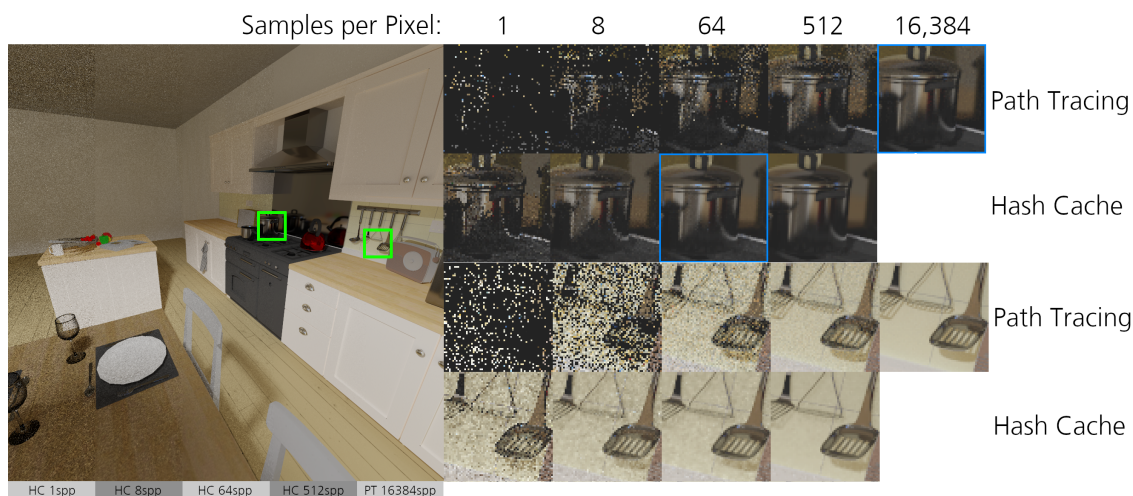 Samples per Pixel: 1 8 64 512 16,384
Path Tracing
Hash Cache
Path Tracing
Hash Cache
HC 1spp HC 8spp HC 64spp HC 512spp PT 16384spp